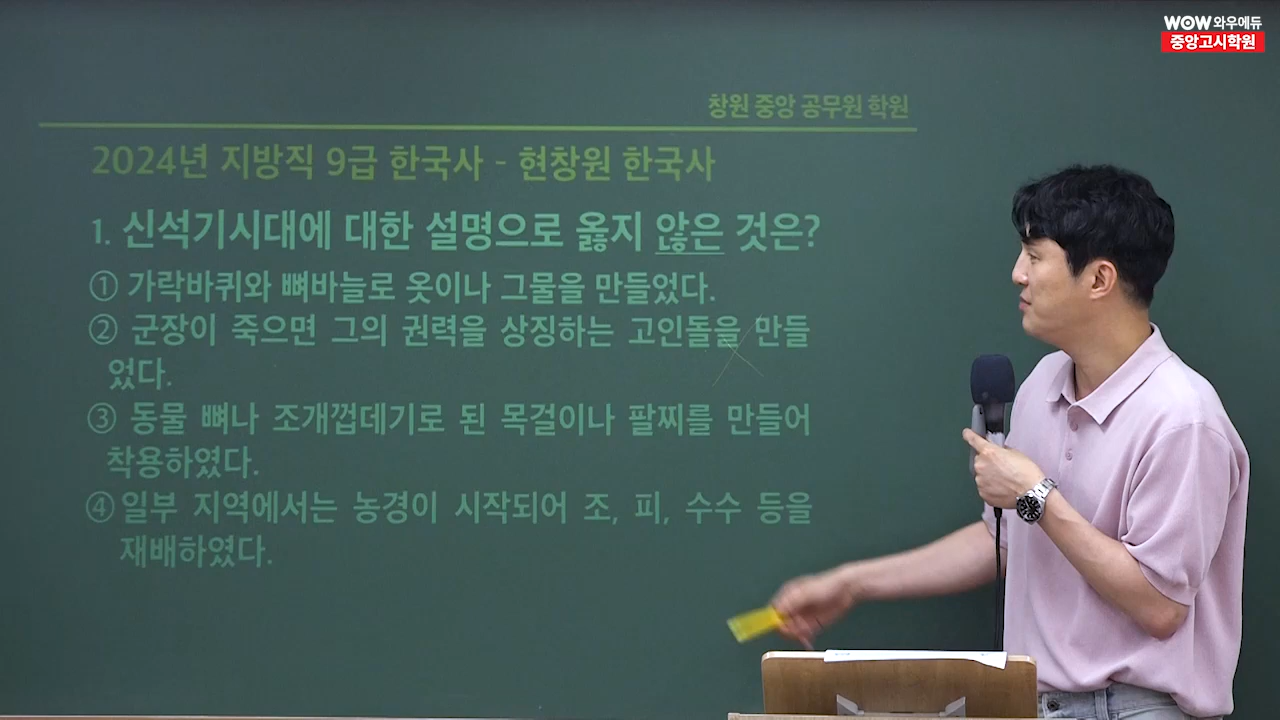 WOW 와우에듀
중앙고시학원
창원 중앙 공무원 학원
2024년 지방직 9급 한국사 - 현창원 한국사
1. 신석기시대에 대한 설명으로 옳지 않은 것은?
① 가락바퀴와 뼈바늘로 옷이나 그물을 만들었다.
② 군장이 죽으면 그의 권력을 상징하는 고인돌을 만들
었다.
③ 동물 뼈나 조개껍데기로 된 목걸이나 팔찌를 만들어
착용하였다.
④ 일부 지역에서는 농경이 시작되어 조, 피, 수수 등을
재배하였다.